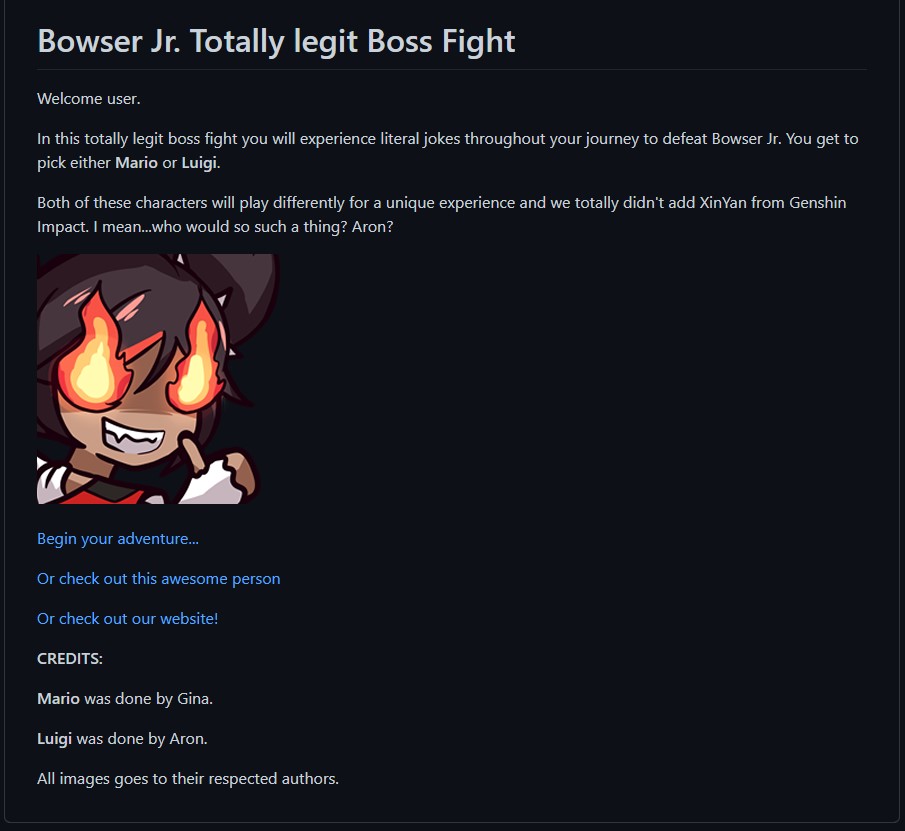 Bowser Jr. Totally legit Boss Fight
Welcome user.
In this totally legit boss fight you will experience literal jokes throughout your journey to defeat Bowser Jr. You get to
pick either Mario or Luigi.
Both of these characters will play differently for a unique experience and we totally didn't add XinYan from Genshin
Impact. I mean...who would so such a thing? Aron?
Begin your adventure...
Or check out this awesome person
Or check out our website!
CREDITS:
Mario was done by Gina.
Luigi was done by Aron.
All images goes to their respected authors.